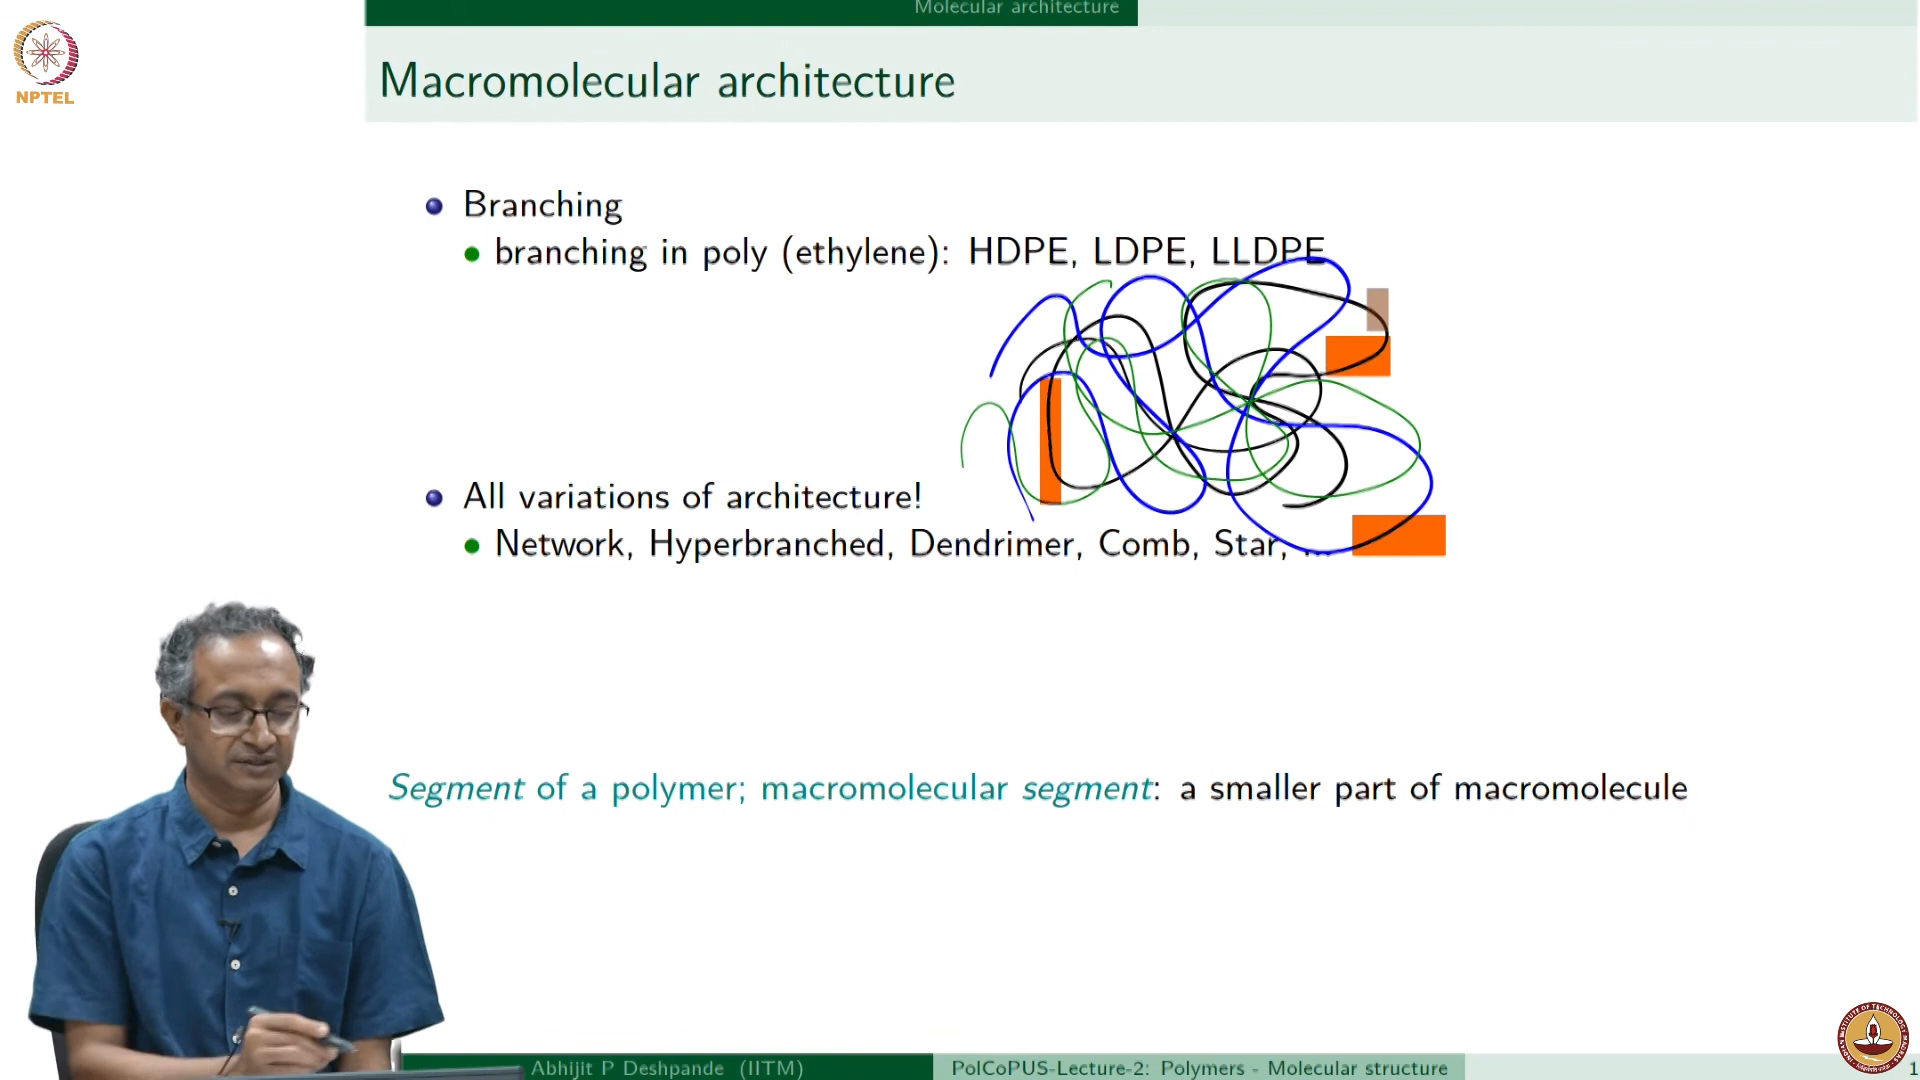 Molecular architecture
NPTEL
Macromolecular architecture
Branching
branching in poly (ethylene): HDPE, LDPE, LLDPE
All variations of architecture!
Network, Hyperbranched, Dendrimer, Comb, Star, ...
Segment of a polymer; macromolecular segment: a smaller part of macromolecule
Abhijit P Deshpande (IITM)
PolCoPUS-Lecture-2: Polymers - Molecular structure
1